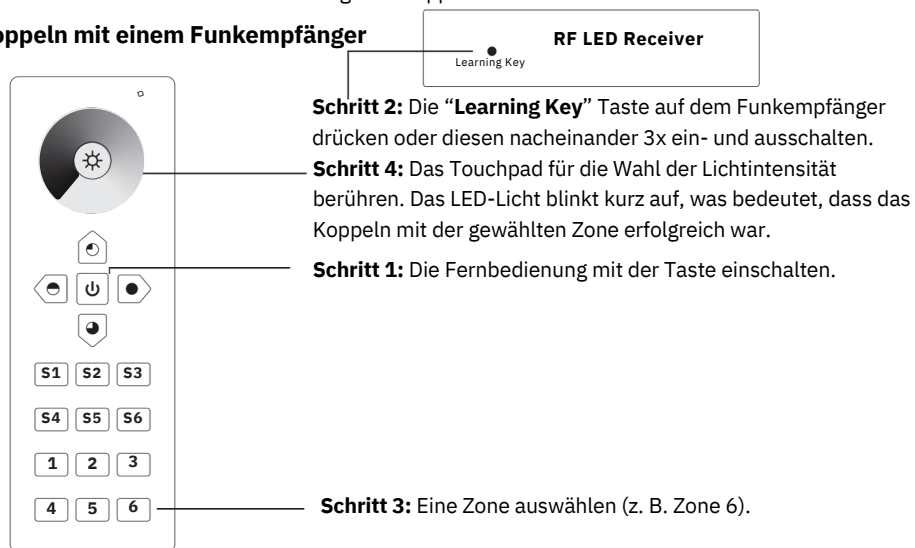 oppeln mit einem Funkempfänger
RF LED Receiver
Learning Key
Schritt 2: Die “Learning Key” Taste auf dem Funkempfänger
drücken oder diesen nacheinander 3x ein- und ausschalten.
Schritt 4: Das Touchpad für die Wahl der Lichtintensität
berühren. Das LED-Licht blinkt kurz auf, was bedeutet, dass das
Koppeln mit der gewählten Zone erfolgreich war.
Schritt 1: Die Fernbedienung mit der Taste einschalten.
S1 S2 S3
S4 S5 S6
1 2 3
4 5 6
Schritt 3: Eine Zone auswählen (z. B. Zone 6).